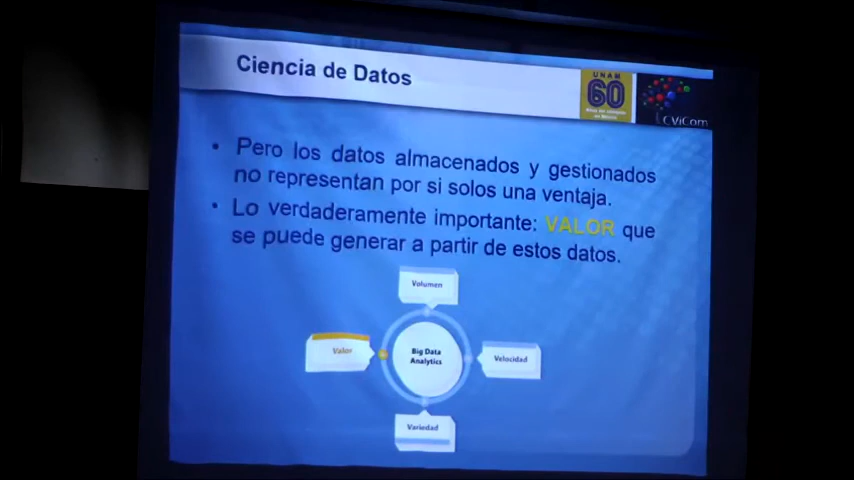 Ciencia de Datos
UNAM
60
CViCom
• Pero los datos almacenados y gestionados
no representan por si solos una ventaja.
• Lo verdaderamente importante: VALOR que
se puede generar a partir de estos datos.
Volumen
Valor
Big Data
Analytics
Velocidad
Variedad